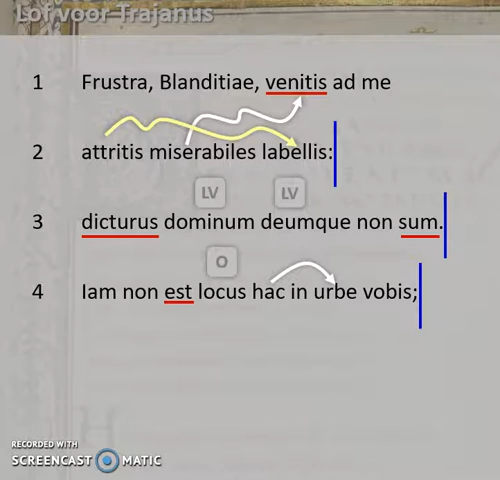 Lof voor Trajanus
1 Frustra, Blanditiae, venitis ad me
2 attritis miserabiles labellis:
LV LV
3 dicturus dominum deumque non sum.
O
4 Iam non est locus hac in urbe vobis;
RECORDED WITH
SCREENCAST MATIC